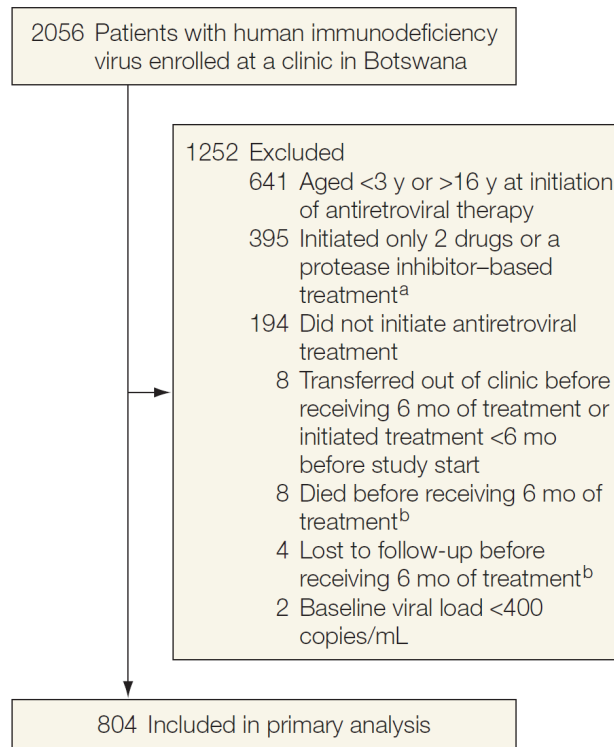 2056 Patients with human immunodeficiency
virus enrolled at a clinic in Botswana
1252 Excluded
641 Aged <3 y or >16 y at initiation
of antiretroviral therapy
395 Initiated only 2 drugs or a
protease inhibitor–based
treatmentᵃ
194 Did not initiate antiretroviral
treatment
8 Transferred out of clinic before
receiving 6 mo of treatment or
initiated treatment <6 mo
before study start
8 Died before receiving 6 mo of
treatmentᵇ
4 Lost to follow-up before
receiving 6 mo of treatmentᵇ
2 Baseline viral load <400
copies/mL
804 Included in primary analysis